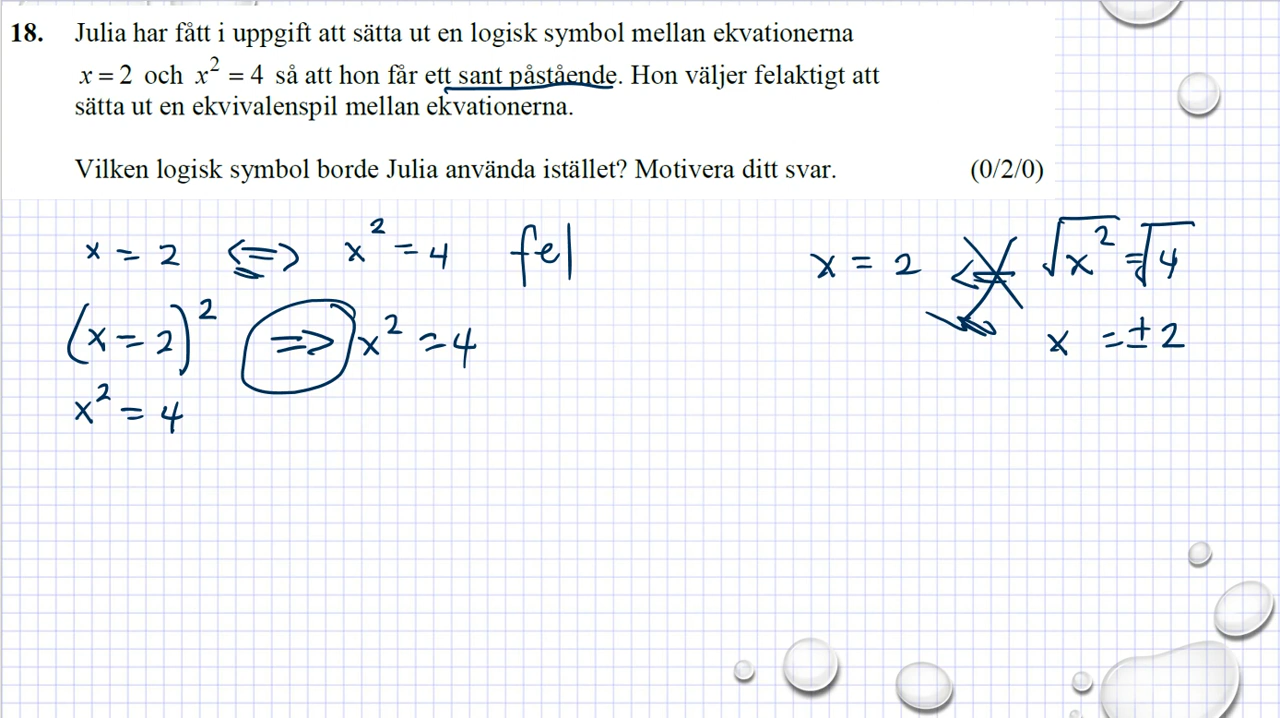 18. Julia har fått i uppgift att sätta ut en logisk symbol mellan ekvationerna
x = 2 och x² = 4 så att hon får ett sant påstående. Hon väljer felaktigt att
sätta ut en ekvivalenspil mellan ekvationerna.
Vilken logisk symbol borde Julia använda istället? Motivera ditt svar. (0/2/0)
x = 2 <=> x² = 4 fel
(x = 2)² => x² = 4
x² = 4
x = 2 <= √x² = √4
x = ±2